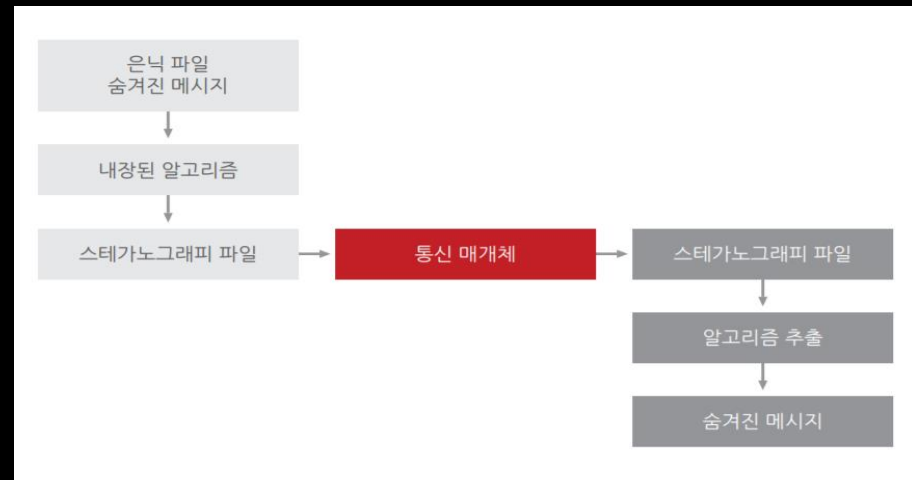 은닉 파일
숨겨진 메시지
내장된 알고리즘
스테가노그래피 파일
통신 매개체
스테가노그래피 파일
알고리즘 추출
숨겨진 메시지